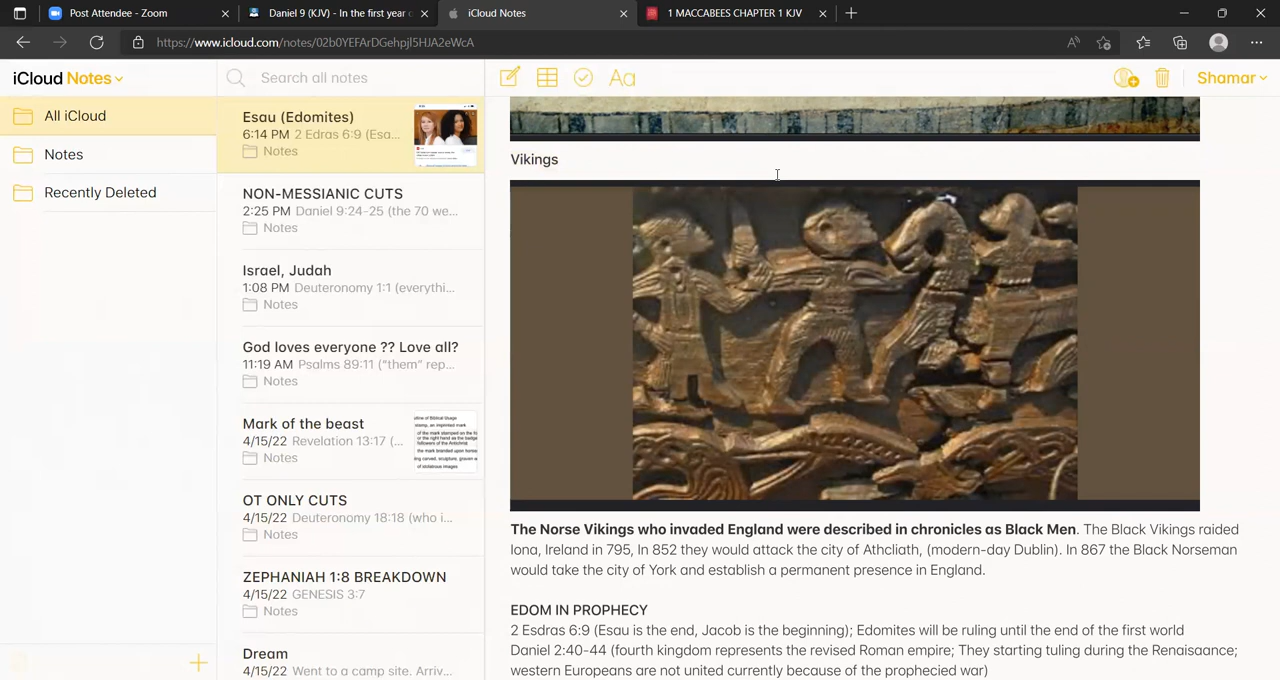 Post Attendee - Zoom
Daniel 9 (KJV) - In the first year o
iCloud Notes
1 MACCABEES CHAPTER 1 KJV
https://www.icloud.com/notes/02b0YEFArDGehpjl5HJA2eWcA
iCloud Notes
Search all notes
Aa
Shamar
All iCloud
Notes
Recently Deleted
Esau (Edomites)
6:14 PM 2 Edras 6:9 (Esa...
Notes
NON-MESSIANIC CUTS
2:25 PM Daniel 9:24-25 (the 70 we...
Notes
Israel, Judah
1:08 PM Deuteronomy 1:1 (everythi...
Notes
God loves everyone ?? Love all?
11:19 AM Psalms 89:11 ("them" rep...
Notes
Mark of the beast
4/15/22 Revelation 13:17 (...
Notes
OT ONLY CUTS
4/15/22 Deuteronomy 18:18 (who i...
Notes
ZEPHANIAH 1:8 BREAKDOWN
4/15/22 GENESIS 3:7
Notes
Dream
4/15/22 Went to a camp site. Arriv...
Vikings
The Norse Vikings who invaded England were described in chronicles as Black Men. The Black Vikings raided
Iona, Ireland in 795, In 852 they would attack the city of Athcliath, (modern-day Dublin). In 867 the Black Norseman
would take the city of York and establish a permanent presence in England.
EDOM IN PROPHECY
2 Esdras 6:9 (Esau is the end, Jacob is the beginning); Edomites will be ruling until the end of the first world
Daniel 2:40-44 (fourth kingdom represents the revised Roman empire; They starting tuling during the Renaisaance;
western Europeans are not united currently because of the prophecied war)